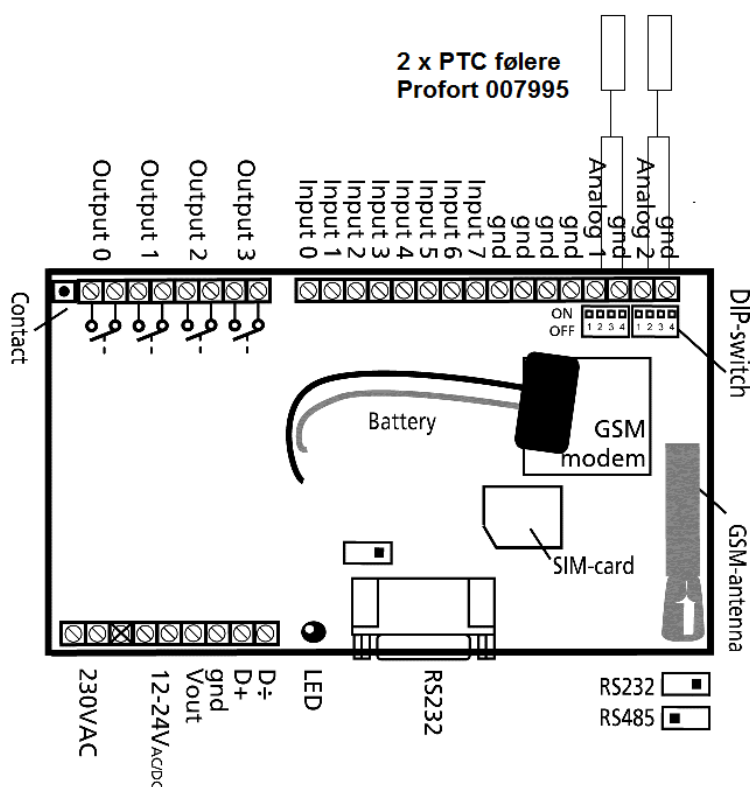 2 x PTC følere
Profort 007995
Output 0
Output 1
Output 2
Output 3
Input 0
Input 1
Input 2
Input 3
Input 4
Input 5
Input 6
Input 7
gnd
gnd
gnd
gnd
Analog 1
gnd
Analog 2
gnd
DIP-switch
Contact
ON
OFF
1 2 3 4
1 2 3 4
Battery
GSM
modem
SIM-card
GSM-antenna
230VAC
12-24VAC/DC
Vout
gnd
D+
D÷
LED
RS232
RS232
RS485